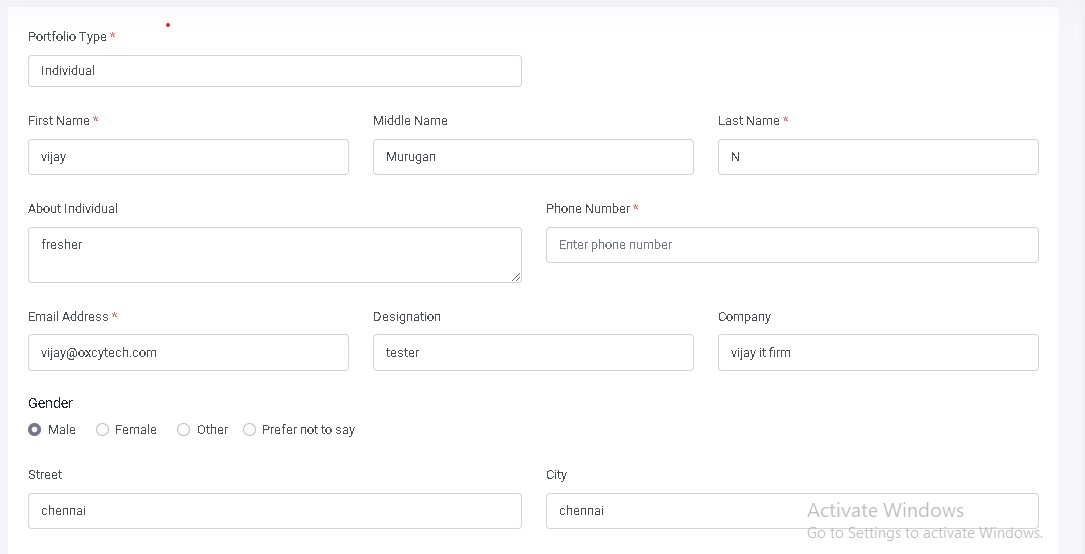 Portfolio Type *
Individual
First Name * Middle Name Last Name *
vijay Murugan N
About Individual Phone Number *
fresher Enter phone number
Email Address * Designation Company
vijay@oxcytech.com tester vijay it firm
Gender
Male Female Other Prefer not to say
Street City
chennai chennai
Activate Windows
Go to Settings to activate Windows.